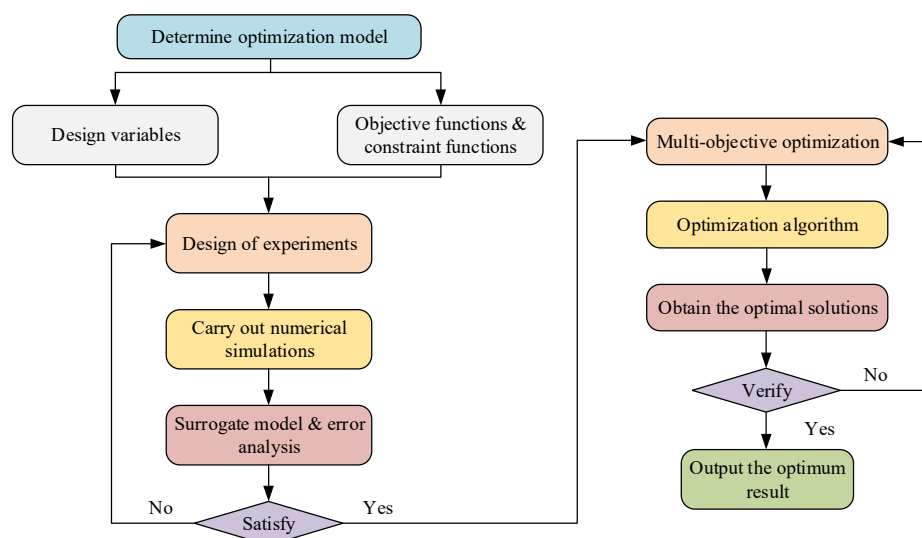 Determine optimization model
Design variables
Objective functions &
constraint functions
Design of experiments
Carry out numerical
simulations
Surrogate model & error
analysis
No
Satisfy
Yes
Multi-objective optimization
Optimization algorithm
Obtain the optimal solutions
Verify
No
Yes
Output the optimum
result